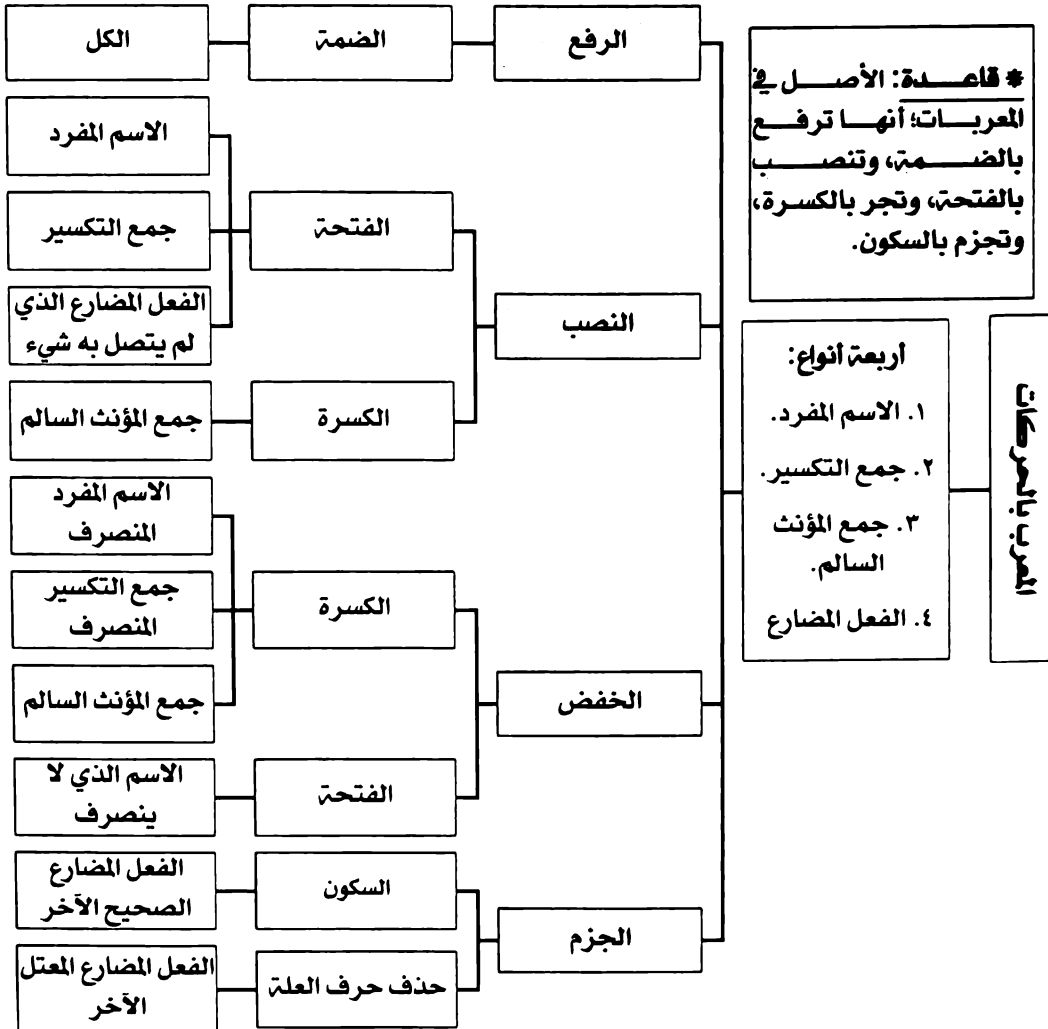 المعرب بالحركات
* قاعدة: الأصل في
المعربات؛ أنها ترفع
بالضمة، وتنصب
بالفتحة، وتجر بالكسرة،
وتجزم بالسكون.
أربعة أنواع:
١. الاسم المفرد.
٢. جمع التكسير.
٣. جمع المؤنث
السالم.
٤. الفعل المضارع
الرفع
الضمة
الكل
النصب
الفتحة
الاسم المفرد
جمع التكسير
الفعل المضارع الذي
لم يتصل به شيء
الكسرة
جمع المؤنث السالم
الخفض
الكسرة
الاسم المفرد
المنصرف
جمع التكسير
المنصرف
جمع المؤنث السالم
الفتحة
الاسم الذي لا
ينصرف
الجزم
السكون
الفعل المضارع
الصحيح الآخر
حذف حرف العلة
الفعل المضارع المعتل
الآخر